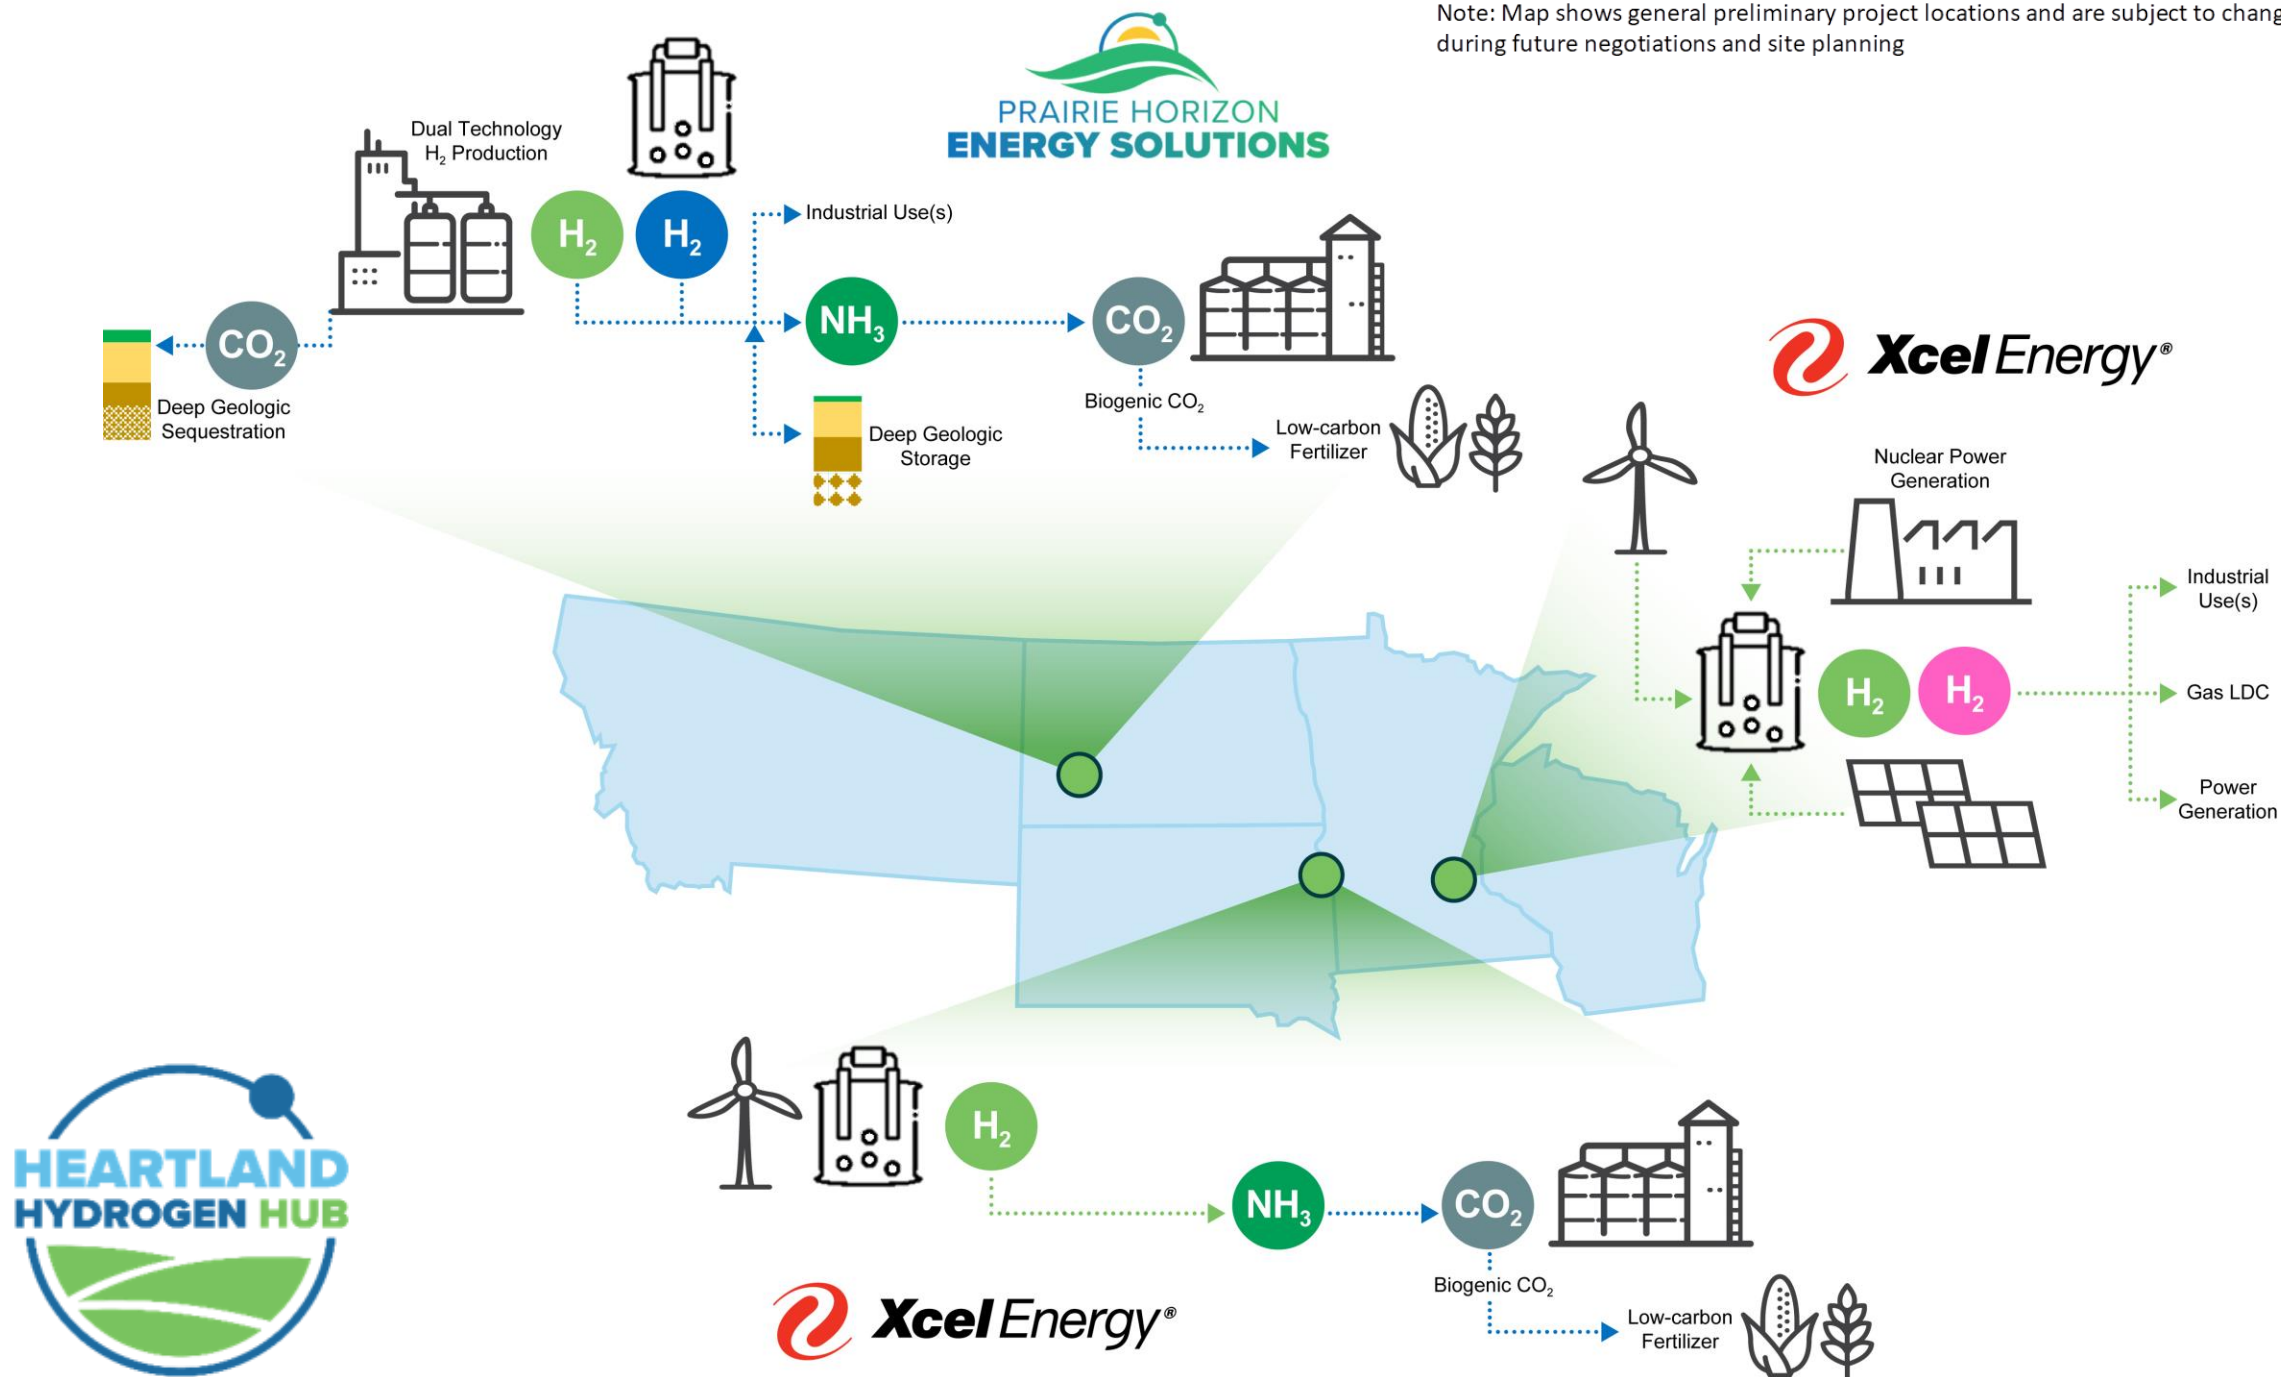 Note: Map shows general preliminary project locations and are subject to chang
during future negotiations and site planning
PRAIRIE HORIZON
ENERGY SOLUTIONS
Dual Technology
H₂ Production
H₂
H₂
Industrial Use(s)
NH₃
CO₂
CO₂
Deep Geologic
Sequestration
Biogenic CO₂
Low-carbon
Fertilizer
Deep Geologic
Storage
Xcel Energy®
Nuclear Power
Generation
Industrial
Use(s)
H₂
H₂
Gas LDC
Power
Generation
H₂
NH₃
CO₂
Biogenic CO₂
Low-carbon
Fertilizer
Xcel Energy®
HEARTLAND
HYDROGEN HUB